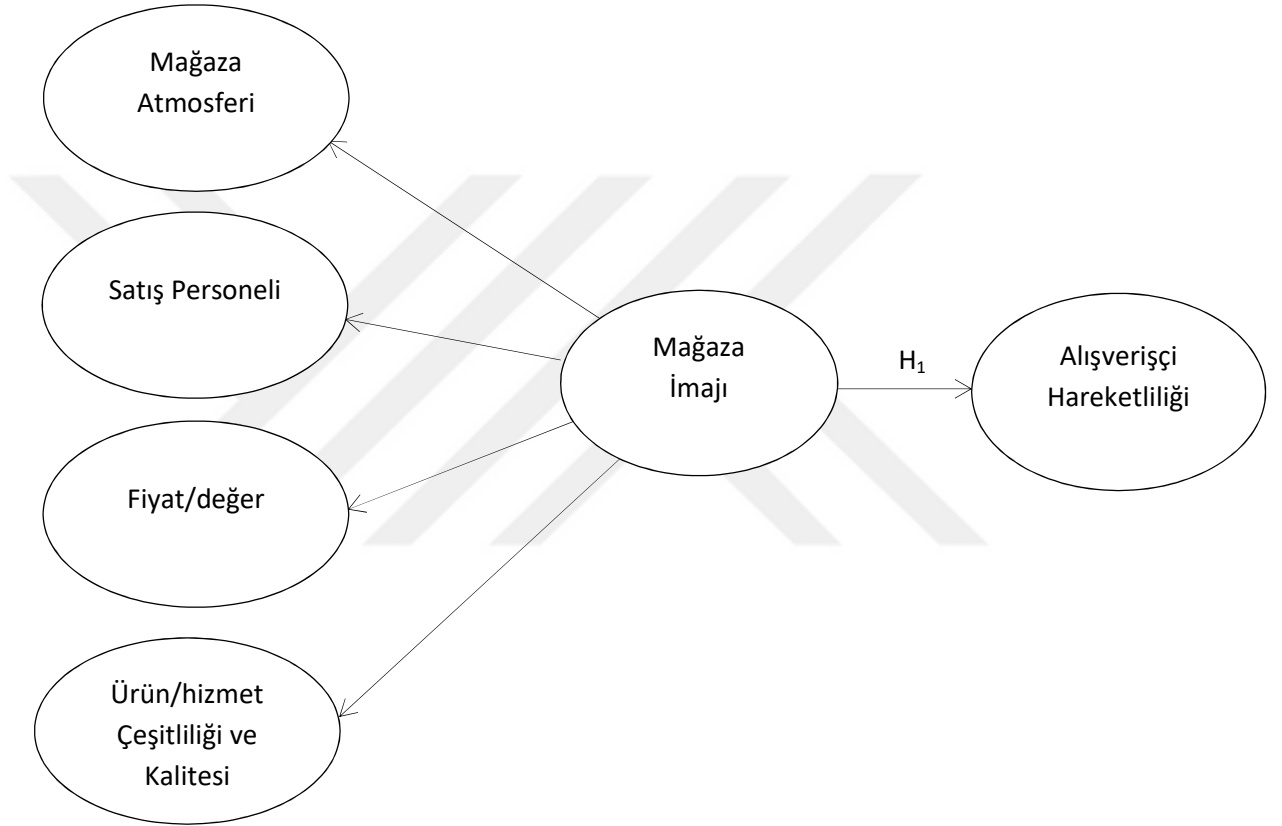 Mağaza
Atmosferi
Satış Personeli
Fiyat/değer
Ürün/hizmet
Çeşitliliği ve
Kalitesi
Mağaza
İmajı
H₁
Alışverişçi
Hareketliliği